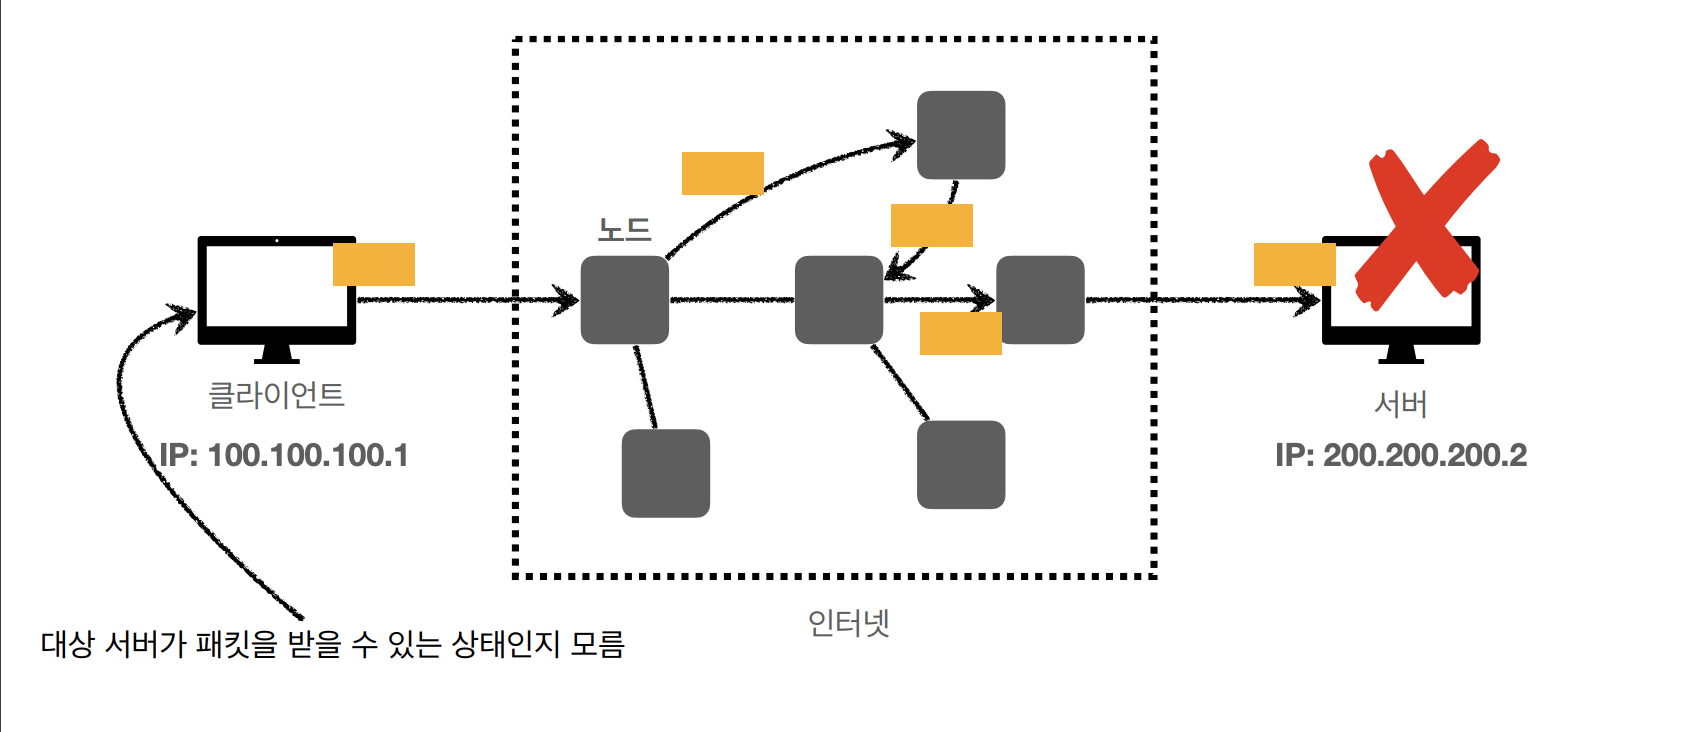 노드
클라이언트
IP: 100.100.100.1
서버
IP: 200.200.200.2
인터넷
대상 서버가 패킷을 받을 수 있는 상태인지 모름